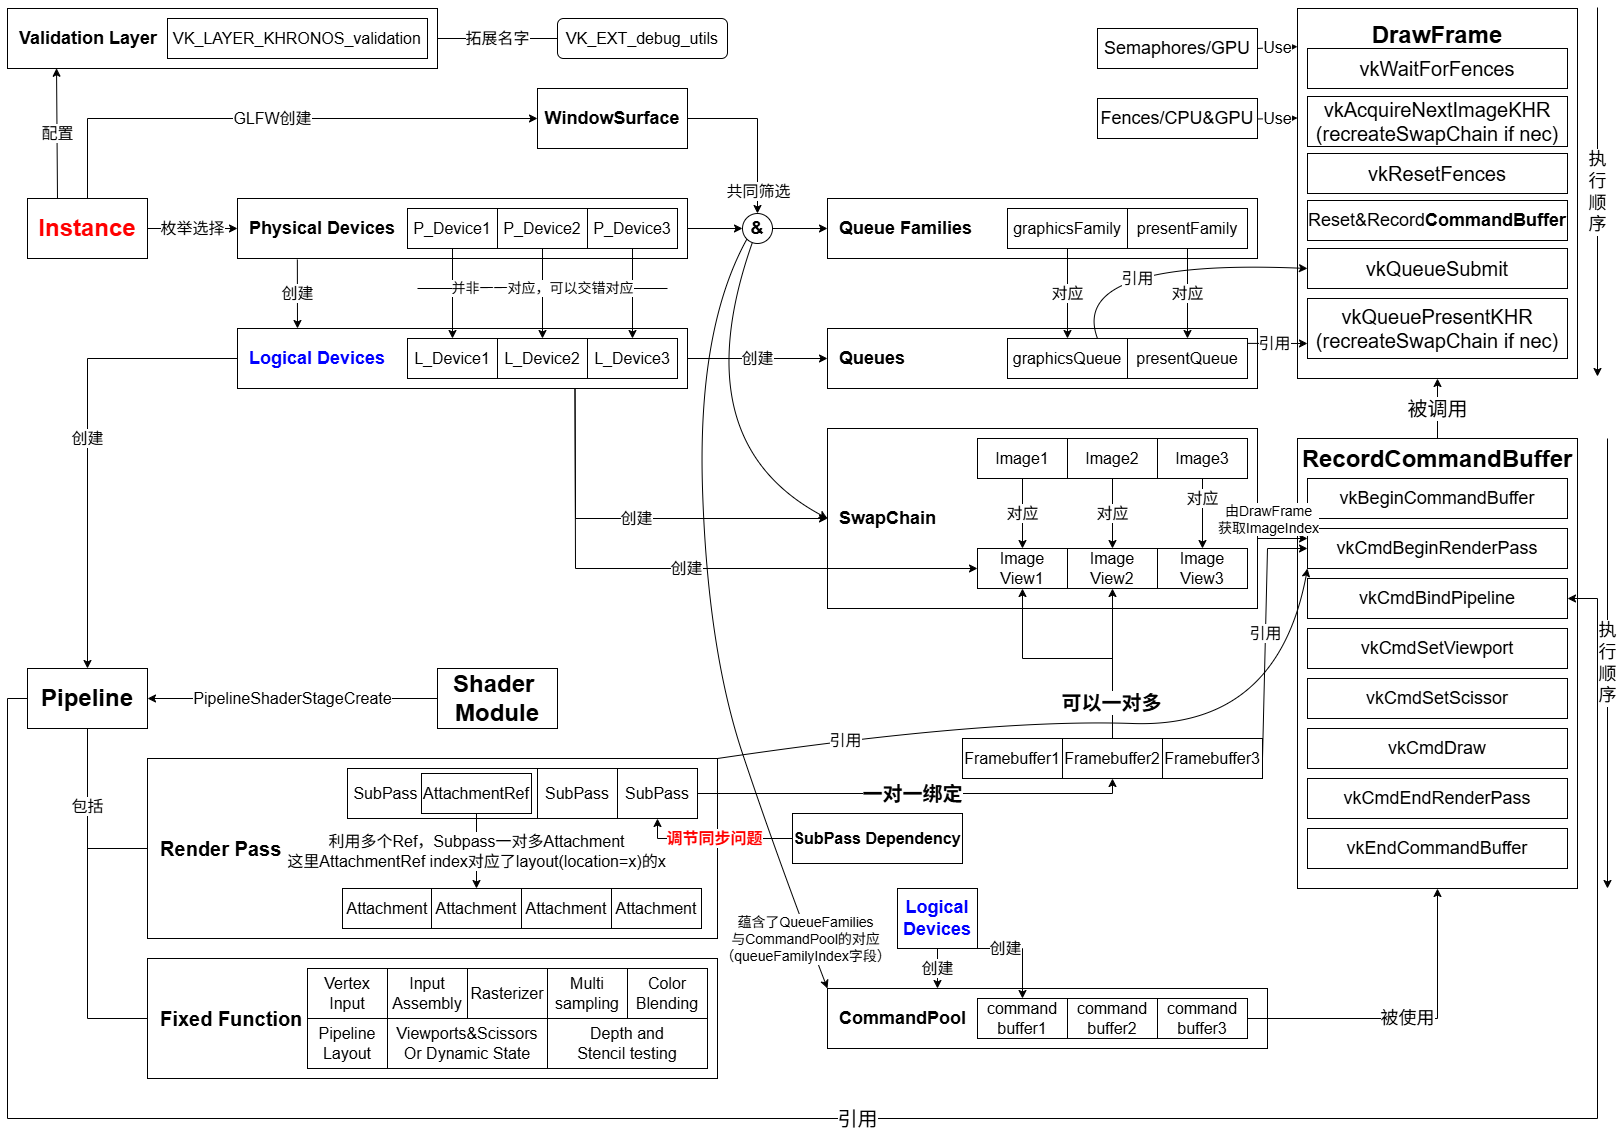 Validation Layer
VK_LAYER_KHRONOS_validation
拓展名字
VK_EXT_debug_utils
配置
GLFW创建
WindowSurface
共同筛选
Instance
枚举选择
Physical Devices
P_Device1
P_Device2
P_Device3
&
Queue Families
graphicsFamily
presentFamily
创建
并非一一对应，可以交错对应
对应
对应
引用
Logical Devices
L_Device1
L_Device2
L_Device3
创建
Queues
graphicsQueue
presentQueue
引用
Semaphores/GPU
Use
Fences/CPU&GPU
Use
DrawFrame
vkWaitForFences
vkAcquireNextImageKHR
(recreateSwapChain if nec)
vkResetFences
Reset&RecordCommandBuffer
vkQueueSubmit
vkQueuePresentKHR
(recreateSwapChain if nec)
执
行
顺
序
被调用
创建
SwapChain
Image1
Image2
Image3
对应
对应
对应
Image
View1
Image
View2
Image
View3
创建
创建
由DrawFrame
获取ImageIndex
引用
RecordCommandBuffer
vkBeginCommandBuffer
vkCmdBeginRenderPass
vkCmdBindPipeline
vkCmdSetViewport
vkCmdSetScissor
vkCmdDraw
vkCmdEndRenderPass
vkEndCommandBuffer
执
行
顺
序
Pipeline
PipelineShaderStageCreate
Shader
Module
可以一对多
引用
Framebuffer1
Framebuffer2
Framebuffer3
包括
Render Pass
SubPass
AttachmentRef
SubPass
SubPass
一对一绑定
利用多个Ref，Subpass一对多Attachment
这里AttachmentRef index对应了layout(location=x)的x
调节同步问题
SubPass Dependency
Attachment
Attachment
Attachment
Attachment
蕴含了QueueFamilies
与CommandPool的对应
（queueFamilyIndex字段）
Logical
Devices
创建
创建
CommandPool
command
buffer1
command
buffer2
command
buffer3
被使用
Fixed Function
Vertex
Input
Input
Assembly
Rasterizer
Multi
sampling
Color
Blending
Pipeline
Layout
Viewports&Scissors
Or Dynamic State
Depth and
Stencil testing
引用